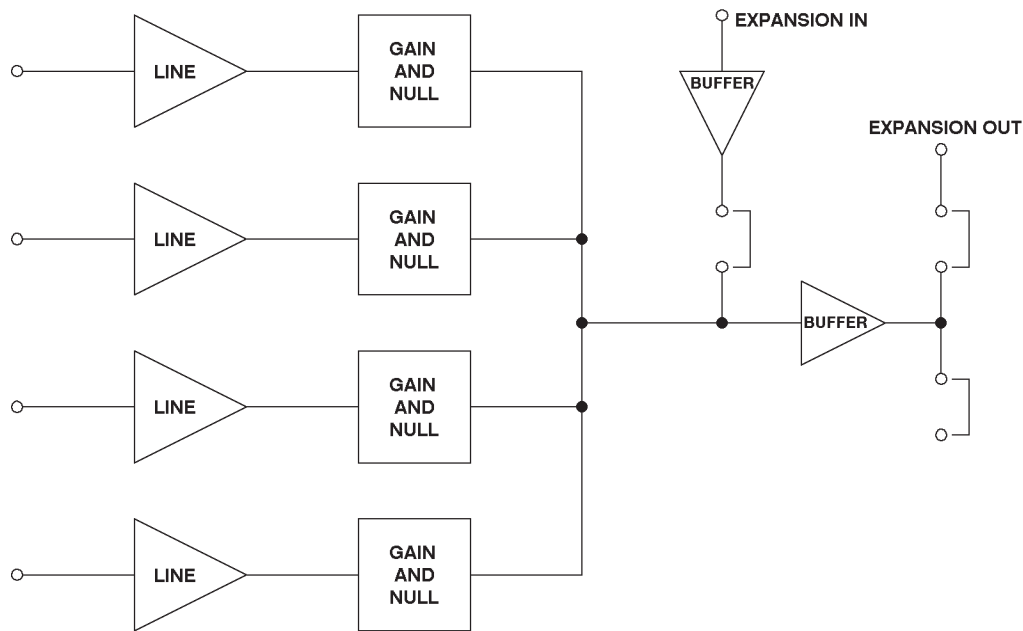 LINE
GAIN
AND
NULL
EXPANSION IN
BUFFER
EXPANSION OUT
LINE
GAIN
AND
NULL
BUFFER
LINE
GAIN
AND
NULL
LINE
GAIN
AND
NULL